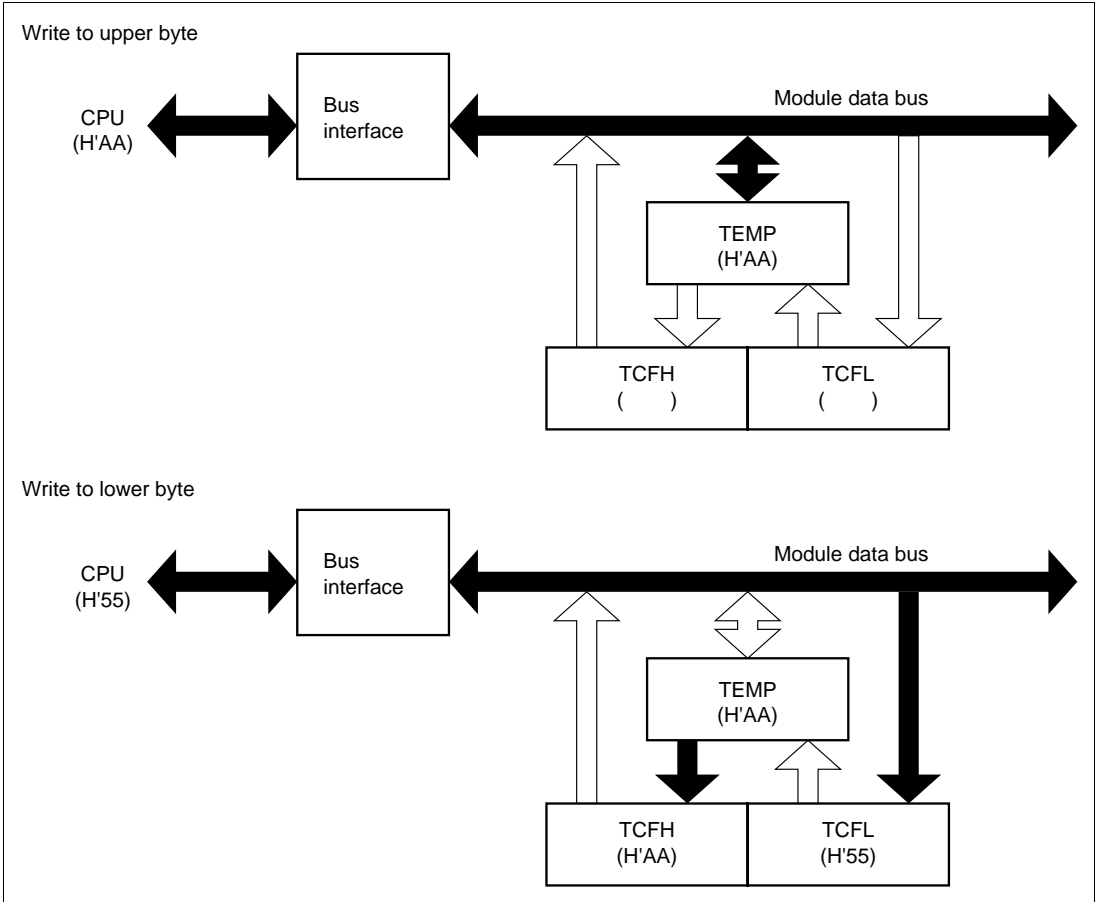 Write to upper byte
CPU
(H'AA)
Bus
interface
Module data bus
TEMP
(H'AA)
TCFH
(      )
TCFL
(      )
Write to lower byte
CPU
(H'55)
Bus
interface
Module data bus
TEMP
(H'AA)
TCFH
(H'AA)
TCFL
(H'55)